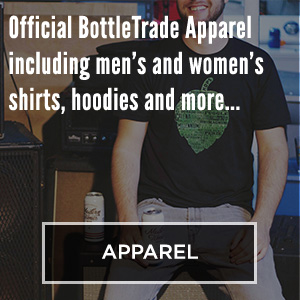 Official BottleTrade Apparel
including men's and women's
shirts, hoodies and more...
APPAREL